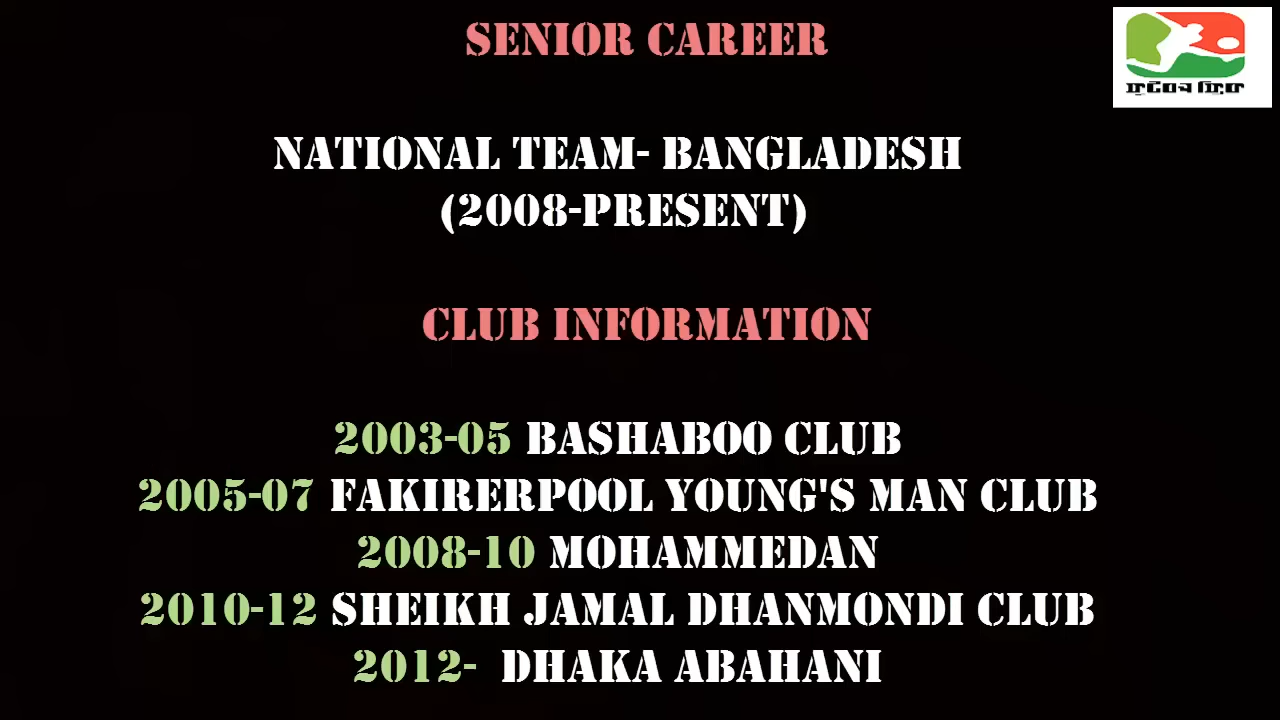 SENIOR CAREER
ফুটবল ফ্রিক
NATIONAL TEAM- BANGLADESH
(2008-PRESENT)
CLUB INFORMATION
2003-05 BASHABOO CLUB
2005-07 FAKIRERPOOL YOUNG'S MAN CLUB
2008-10 MOHAMMEDAN
2010-12 SHEIKH JAMAL DHANMONDI CLUB
2012- DHAKA ABAHANI